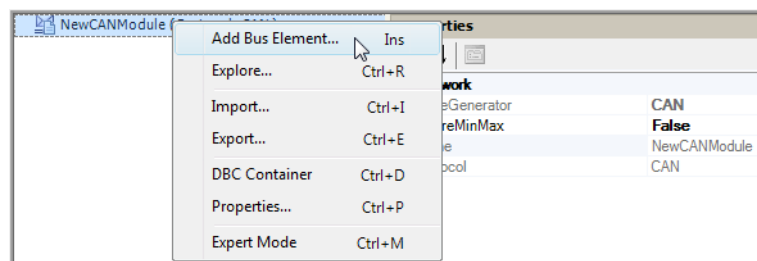 NewCANModule (
Add Bus Element... Ins
Explore... Ctrl+R
Import... Ctrl+I
Export... Ctrl+E
DBC Container Ctrl+D
Properties... Ctrl+P
Expert Mode Ctrl+M
rties
work
eGenerator CAN
reMinMax False
e NewCANModule
ocol CAN